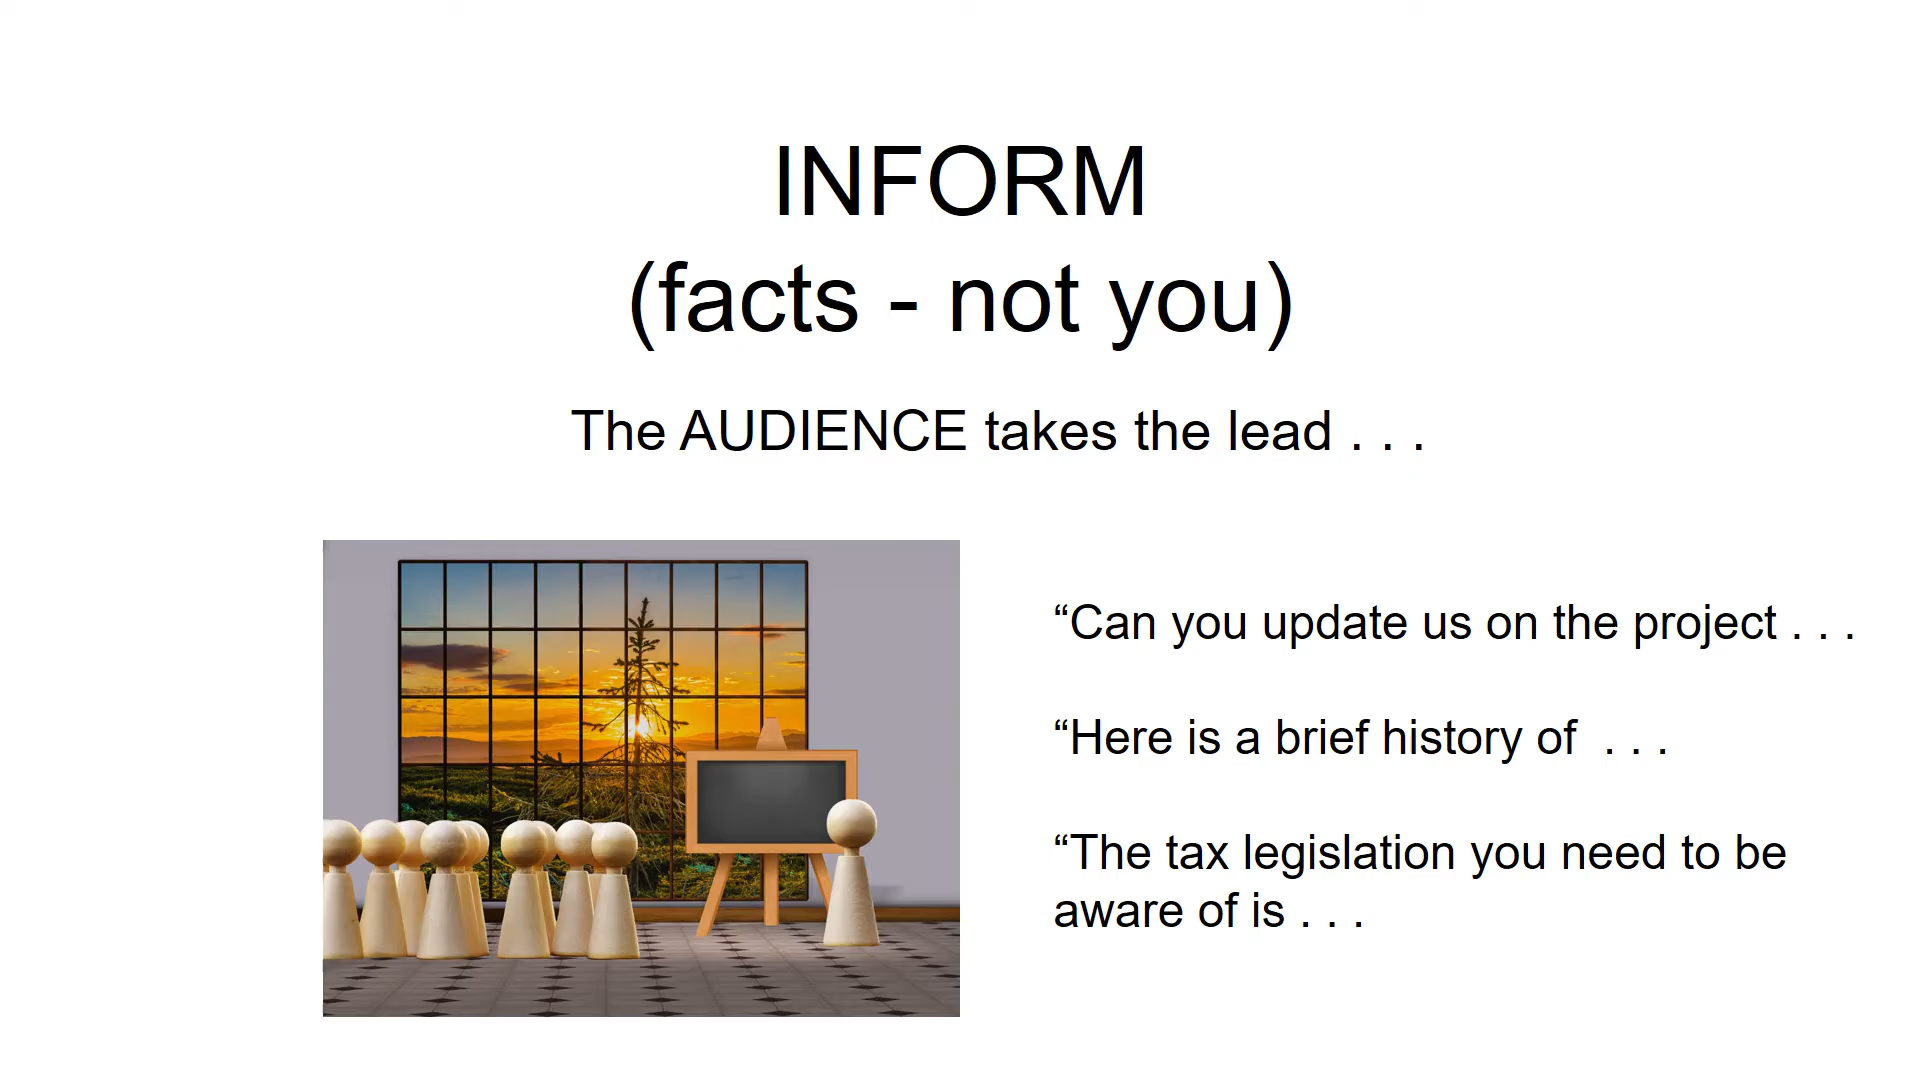 INFORM
(facts - not you)
The AUDIENCE takes the lead . . .
“Can you update us on the project . . .
“Here is a brief history of  . . .
“The tax legislation you need to be
aware of is . . .